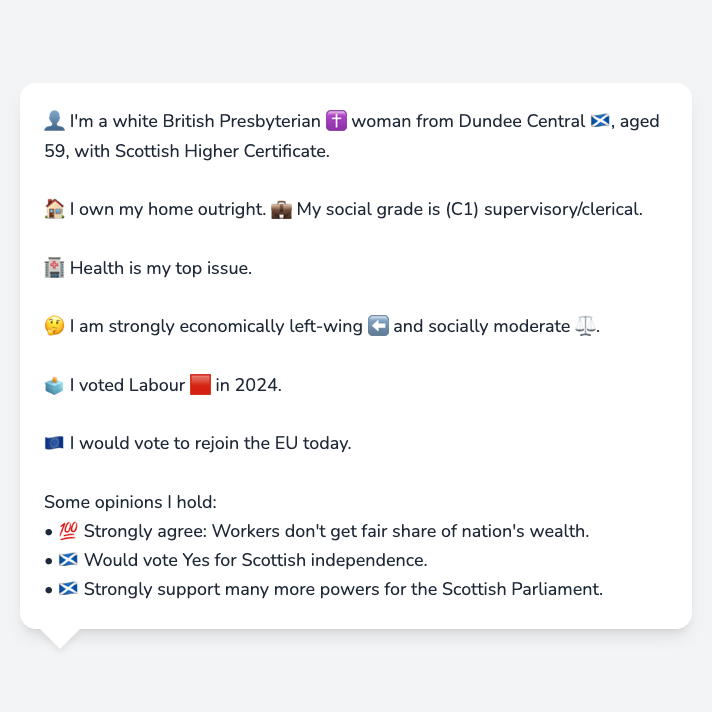 👤 I'm a white British Presbyterian ✝️ woman from Dundee Central 🏴󠁧󠁢󠁳󠁣󠁴󠁿, aged
59, with Scottish Higher Certificate.
🏠 I own my home outright. 💼 My social grade is (C1) supervisory/clerical.
🏥 Health is my top issue.
🤔 I am strongly economically left-wing ⬅️ and socially moderate ⚖️.
🗳️ I voted Labour 🟥 in 2024.
🇪🇺 I would vote to rejoin the EU today.
Some opinions I hold:
• 💯 Strongly agree: Workers don't get fair share of nation's wealth.
• 🏴󠁧󠁢󠁳󠁣󠁴󠁿 Would vote Yes for Scottish independence.
• 🏴󠁧󠁢󠁳󠁣󠁴󠁿 Strongly support many more powers for the Scottish Parliament.